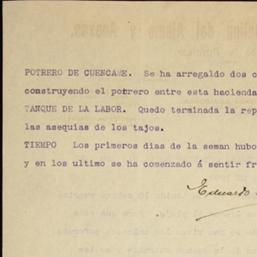 POTRERO DE CUENCAME. Se ha arregaldo dos c
construyendo el potrero entre esta hacienda
TANQUE DE LA LABOR. Quedo terminada la rep
las asequias de los tajos.
TIEMPO Los primeros dias de la seman hubo
y en los ultimo se ha comenzado á sentir fr
Eduardo